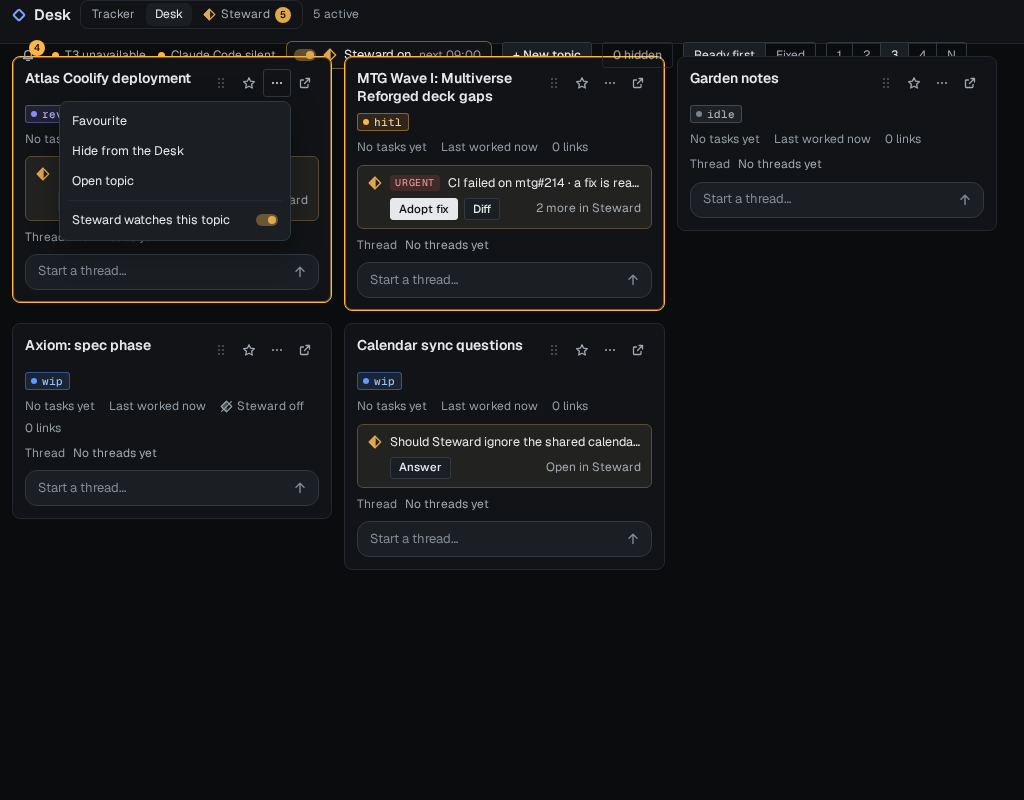 Desk
Tracker
Desk
Steward 5
5 active
4
T3 unavailable
Claude Code silent
Steward on next 09:00
+ New topic
0 hidden
Ready first
Fixed
1 2 3 4 N
Atlas Coolify deployment
Favourite
Hide from the Desk
Open topic
Steward watches this topic
Thread
Start a thread…
MTG Wave I: Multiverse
Reforged deck gaps
hitl
No tasks yet Last worked now 0 links
URGENT CI failed on mtg#214 · a fix is rea…
Adopt fix Diff 2 more in Steward
Thread No threads yet
Start a thread…
Garden notes
idle
No tasks yet Last worked now 0 links
Thread No threads yet
Start a thread…
Axiom: spec phase
wip
No tasks yet Last worked now Steward off
0 links
Thread No threads yet
Start a thread…
Calendar sync questions
wip
No tasks yet Last worked now 0 links
Should Steward ignore the shared calenda…
Answer Open in Steward
Thread No threads yet
Start a thread…